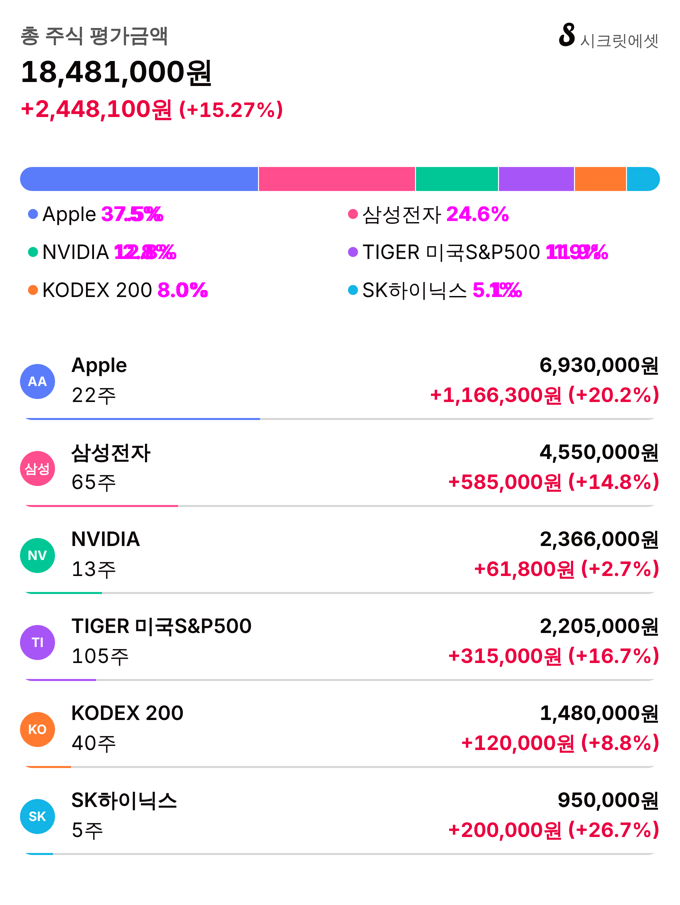 총 주식 평가금액
시크릿에셋
18,481,000원
+2,448,100원 (+15.27%)
Apple 37.5%
삼성전자 24.6%
NVIDIA 12.8%
TIGER 미국S&P500
KODEX 200 8.0%
SK하이닉스 5.1%
AA
Apple
6,930,000원
22주
+1,166,300원 (+20.2%)
삼성
삼성전자
4,550,000원
65주
+585,000원 (+14.8%)
NV
NVIDIA
2,366,000원
13주
+61,800원 (+2.7%)
TI
TIGER 미국S&P500
2,205,000원
105주
+315,000원 (+16.7%)
KO
KODEX 200
1,480,000원
40주
+120,000원 (+8.8%)
SK
SK하이닉스
950,000원
5주
+200,000원 (+26.7%)